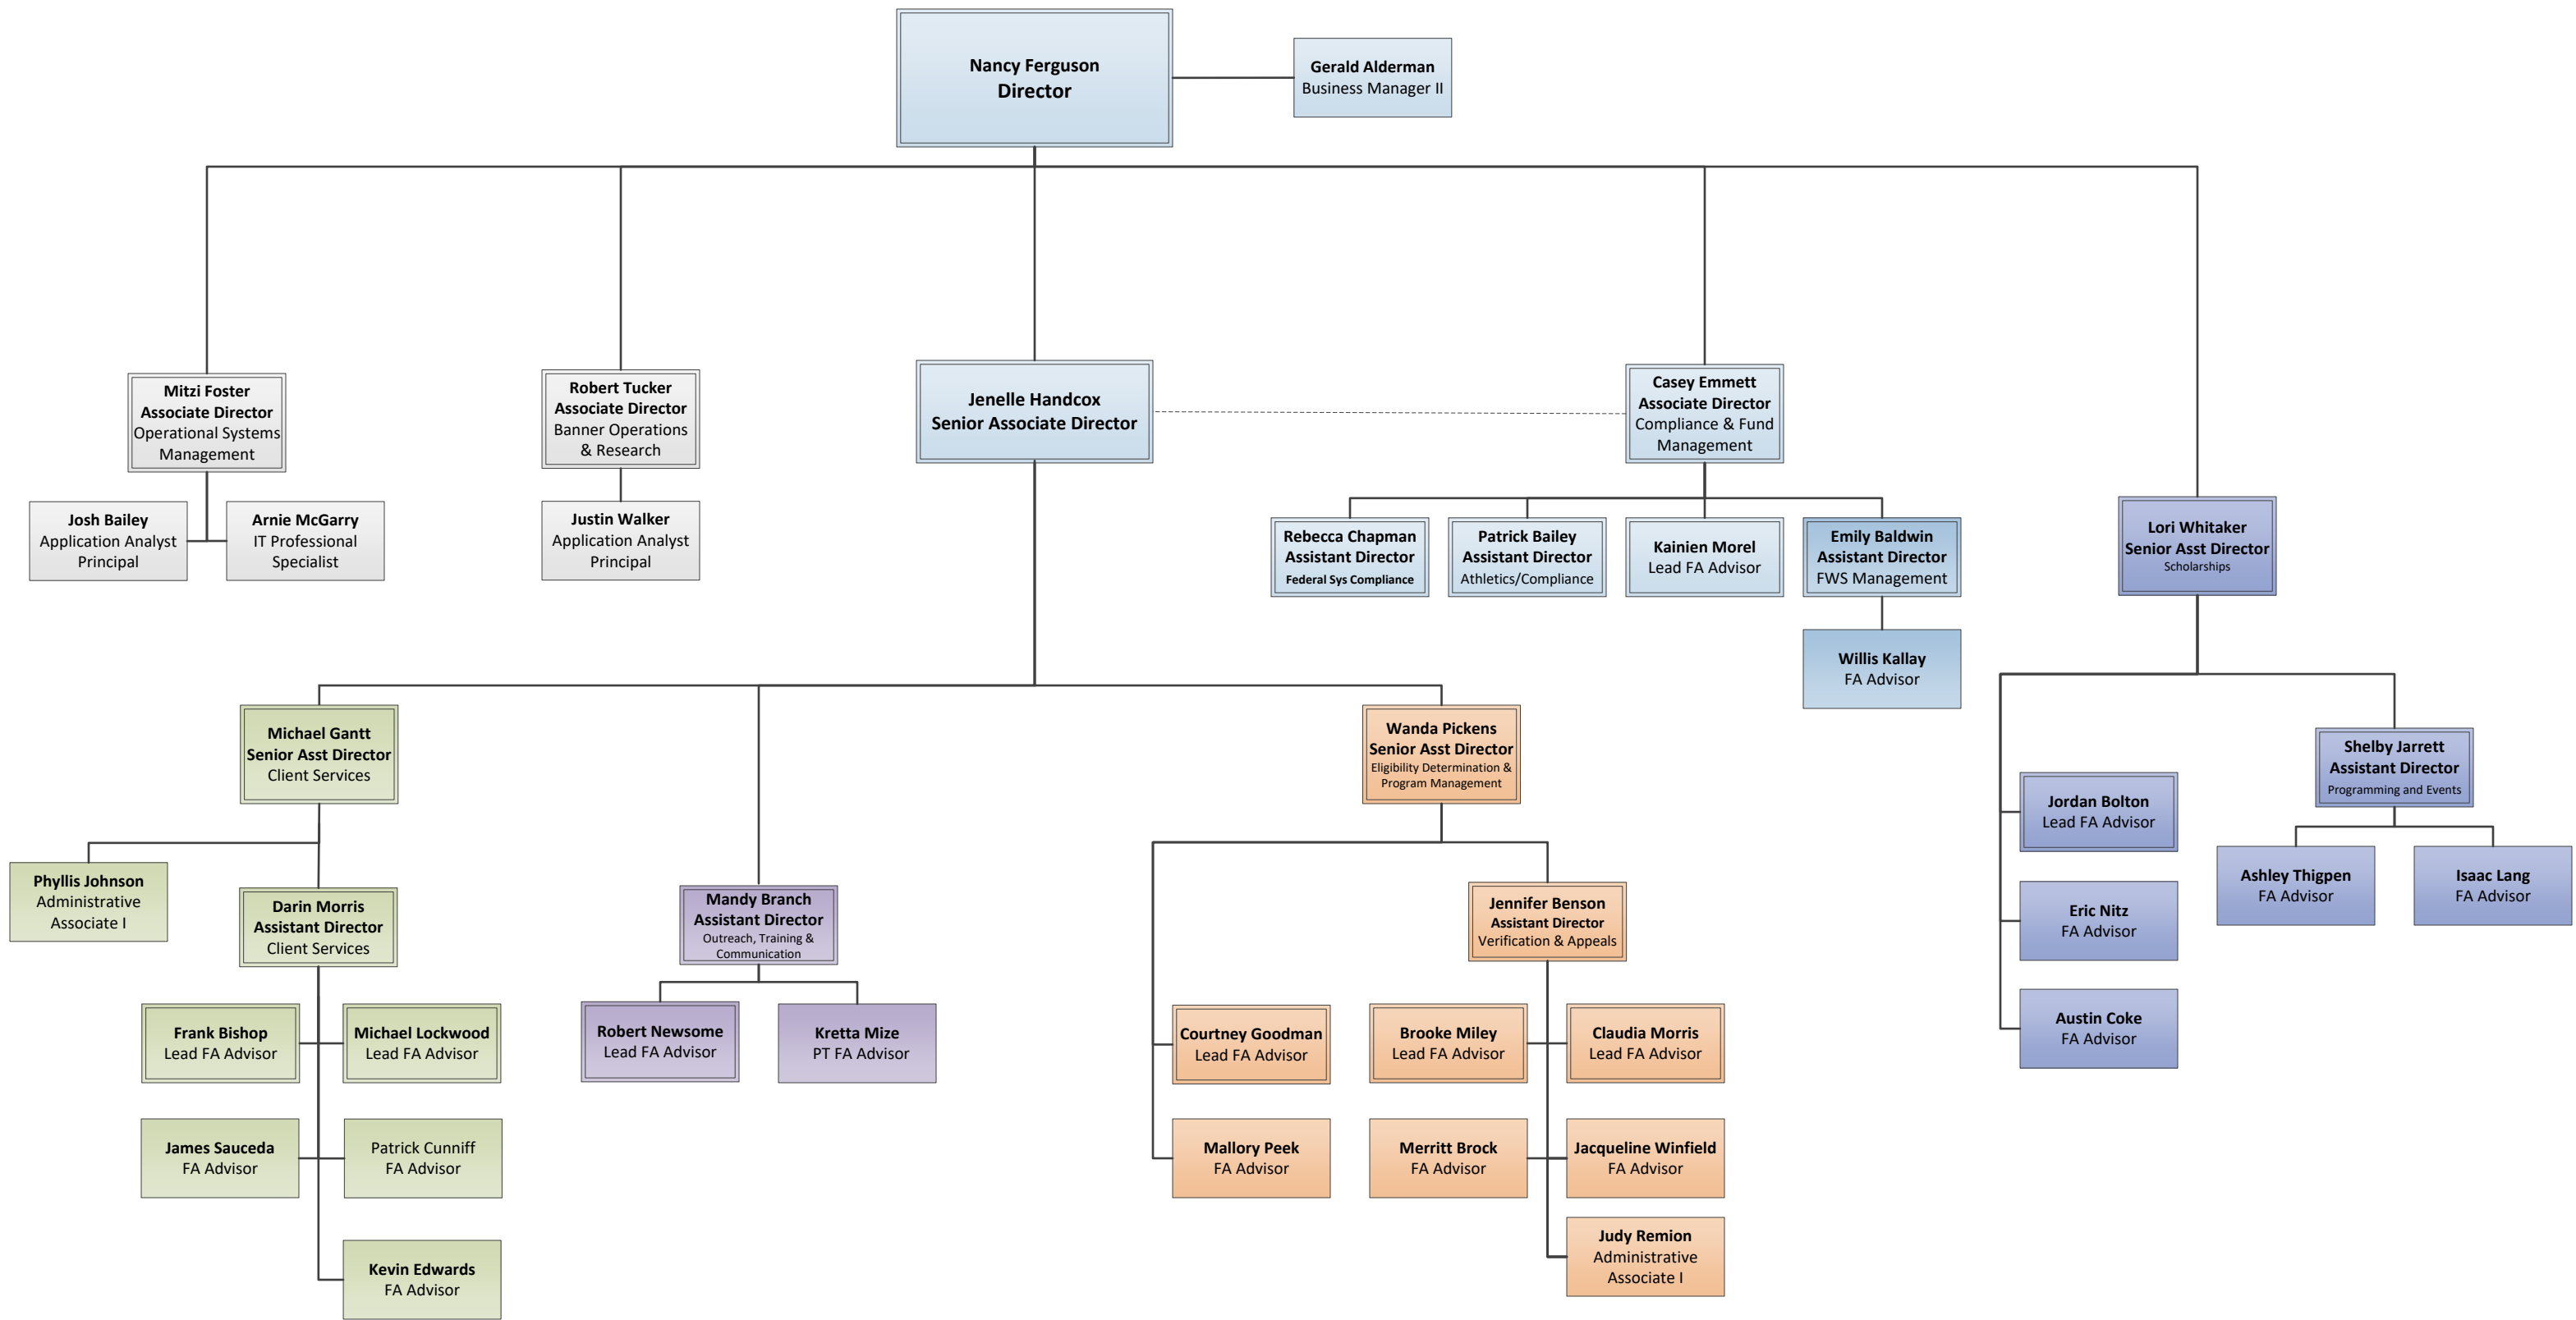 Nancy Ferguson
Director
Gerald Alderman
Business Manager II
Mitzi Foster
Associate Director
Operational Systems
Management
Robert Tucker
Associate Director
Banner Operations
& Research
Jenelle Handcox
Senior Associate Director
Casey Emmett
Associate Director
Compliance & Fund
Management
Josh Bailey
Application Analyst
Principal
Arnie McGarry
IT Professional
Specialist
Justin Walker
Application Analyst
Principal
Rebecca Chapman
Assistant Director
Federal Sys Compliance
Patrick Bailey
Assistant Director
Athletics/Compliance
Kainien Morel
Lead FA Advisor
Emily Baldwin
Assistant Director
FWS Management
Lori Whitaker
Senior Asst Director
Scholarships
Willis Kallay
FA Advisor
Michael Gantt
Senior Asst Director
Client Services
Wanda Pickens
Senior Asst Director
Eligibility Determination &
Program Management
Shelby Jarrett
Assistant Director
Programming and Events
Jordan Bolton
Lead FA Advisor
Phyllis Johnson
Administrative
Associate I
Darin Morris
Assistant Director
Client Services
Mandy Branch
Assistant Director
Outreach, Training &
Communication
Jennifer Benson
Assistant Director
Verification & Appeals
Eric Nitz
FA Advisor
Ashley Thigpen
FA Advisor
Isaac Lang
FA Advisor
Frank Bishop
Lead FA Advisor
Michael Lockwood
Lead FA Advisor
Robert Newsome
Lead FA Advisor
Kretta Mize
PT FA Advisor
Courtney Goodman
Lead FA Advisor
Brooke Miley
Lead FA Advisor
Claudia Morris
Lead FA Advisor
Austin Coke
FA Advisor
James Sauceda
FA Advisor
Patrick Cunniff
FA Advisor
Mallory Peek
FA Advisor
Merritt Brock
FA Advisor
Jacqueline Winfield
FA Advisor
Kevin Edwards
FA Advisor
Judy Remion
Administrative
Associate I